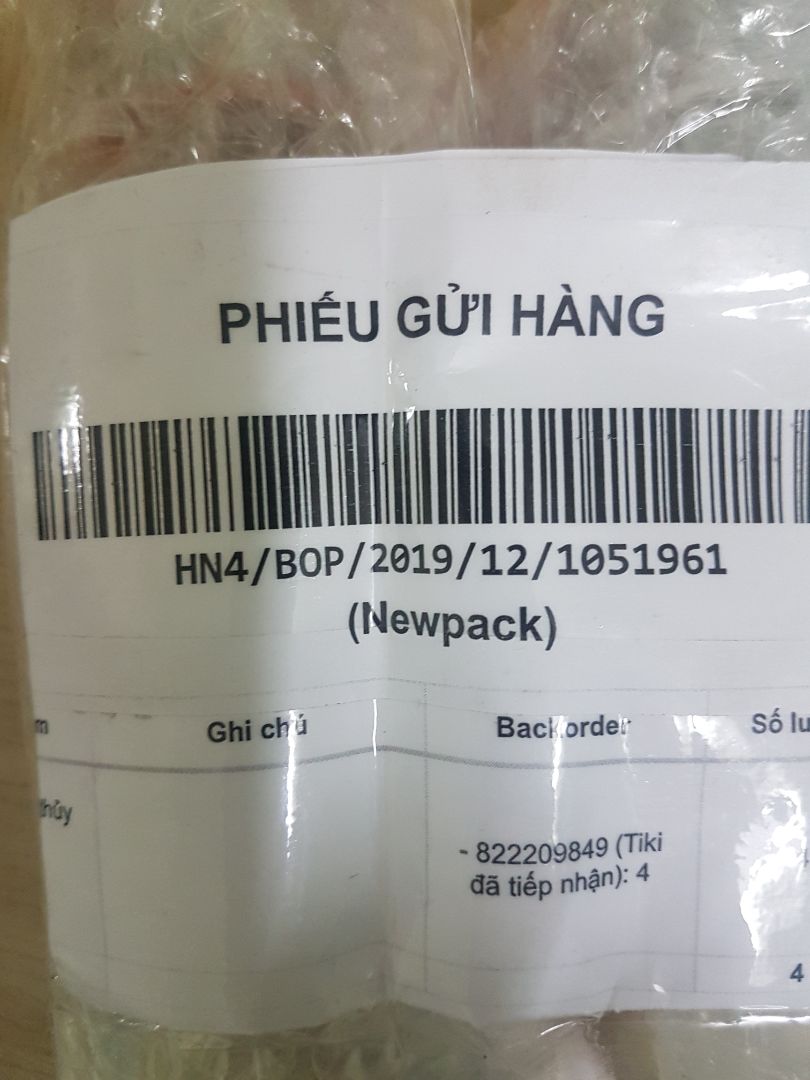 PHIẾU GỬI HÀNG
HN4/BOP/2019/12/1051961
(Newpack)
Ghi chú Backorder Số
- 822209849 (Tiki
đã tiếp nhận): 4
4